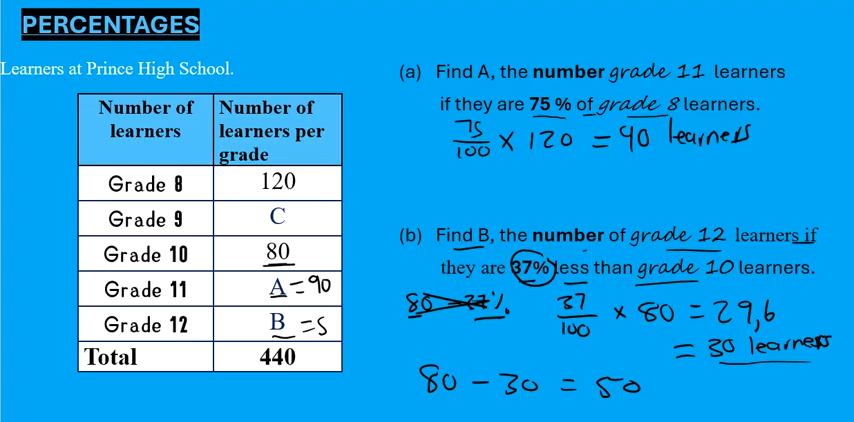 PERCENTAGES
Learners at Prince High School.
Number of learners | Number of learners per grade
Grade 8 | 120
Grade 9 | C
Grade 10 | 80
Grade 11 | A = 90
Grade 12 | B = 5
Total | 440
(a) Find A, the number grade 11 learners
if they are 75 % of grade 8 learners.
75/100 × 120 = 90 learners
(b) Find B, the number of grade 12 learners if
they are 37% less than grade 10 learners.
80 - 37% 37/100 × 80 = 29,6
= 30 learners
80 - 30 = 50